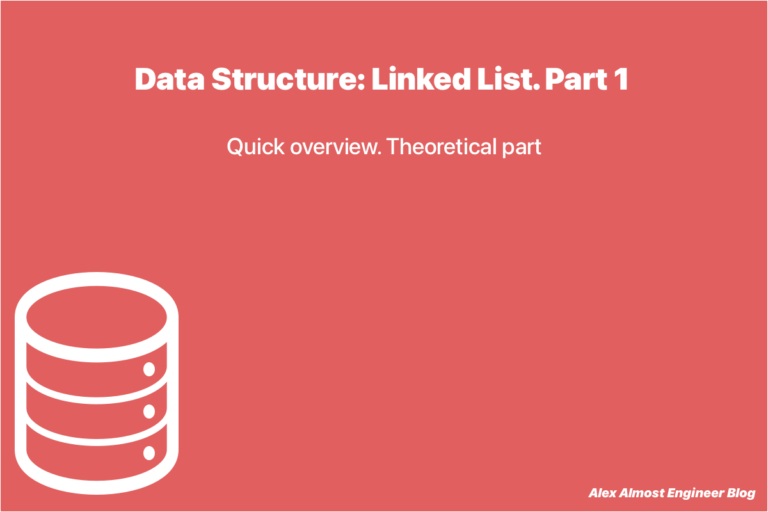 Data Structure: Linked List. Part 1
Quick overview. Theoretical part
Alex Almost Engineer Blog